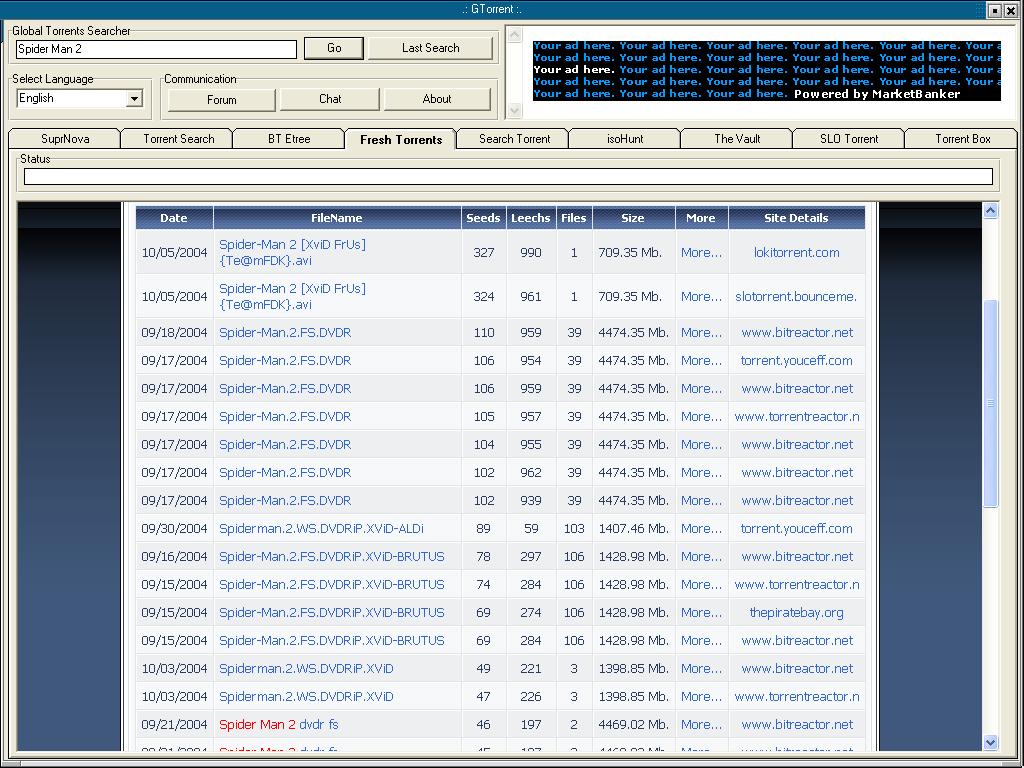 .: GTorrent :.
Global Torrents Searcher
Spider Man 2
Go
Last Search
Select Language
English
Communication
Forum
Chat
About
Your ad here. Your ad here. Your ad here. Your ad here. Your ad here. Your a
Your ad here. Your ad here. Your ad here. Your ad here. Your ad here. Your a
Your ad here. Your ad here. Your ad here. Your ad here. Your ad here. Your a
Your ad here. Your ad here. Your ad here. Your ad here. Your ad here. Your a
Your ad here. Your ad here. Your ad here. Powered by MarketBanker
SuprNova Torrent Search BT Etree Fresh Torrents Search Torrent isoHunt The Vault SLO Torrent Torrent Box
Status
Date FileName Seeds Leechs Files Size More Site Details
10/05/2004 Spider-Man 2 [XviD FrUs] 327 990 1 709.35 Mb. More... lokitorrent.com
{Te@mFDK}.avi
10/05/2004 Spider-Man 2 [XviD FrUs] 324 961 1 709.35 Mb. More... slotorrent.bounceme.
{Te@mFDK}.avi
09/18/2004 Spider-Man.2.FS.DVDR 110 959 39 4474.35 Mb. More... www.bitreactor.net
09/17/2004 Spider-Man.2.FS.DVDR 106 954 39 4474.35 Mb. More... torrent.youceff.com
09/17/2004 Spider-Man.2.FS.DVDR 106 959 39 4474.35 Mb. More... www.bitreactor.net
09/17/2004 Spider-Man.2.FS.DVDR 105 957 39 4474.35 Mb. More... www.torrentreactor.n
09/17/2004 Spider-Man.2.FS.DVDR 104 955 39 4474.35 Mb. More... www.bitreactor.net
09/17/2004 Spider-Man.2.FS.DVDR 102 962 39 4474.35 Mb. More... www.bitreactor.net
09/17/2004 Spider-Man.2.FS.DVDR 102 939 39 4474.35 Mb. More... www.bitreactor.net
09/30/2004 Spiderman.2.WS.DVDRiP.XViD-ALDi 89 59 103 1407.46 Mb. More... torrent.youceff.com
09/16/2004 Spider-Man.2.FS.DVDRiP.XViD-BRUTUS 78 297 106 1428.98 Mb. More... www.bitreactor.net
09/15/2004 Spider-Man.2.FS.DVDRiP.XViD-BRUTUS 74 284 106 1428.98 Mb. More... www.torrentreactor.n
09/15/2004 Spider-Man.2.FS.DVDRiP.XViD-BRUTUS 69 274 106 1428.98 Mb. More... thepiratebay.org
09/15/2004 Spider-Man.2.FS.DVDRiP.XViD-BRUTUS 69 284 106 1428.98 Mb. More... www.bitreactor.net
10/03/2004 Spiderman.2.WS.DVDRiP.XViD 49 221 3 1398.85 Mb. More... www.bitreactor.net
10/03/2004 Spiderman.2.WS.DVDRiP.XViD 47 226 3 1398.85 Mb. More... www.torrentreactor.n
09/21/2004 Spider Man 2 dvdr fs 46 197 2 4469.02 Mb. More... www.bitreactor.net